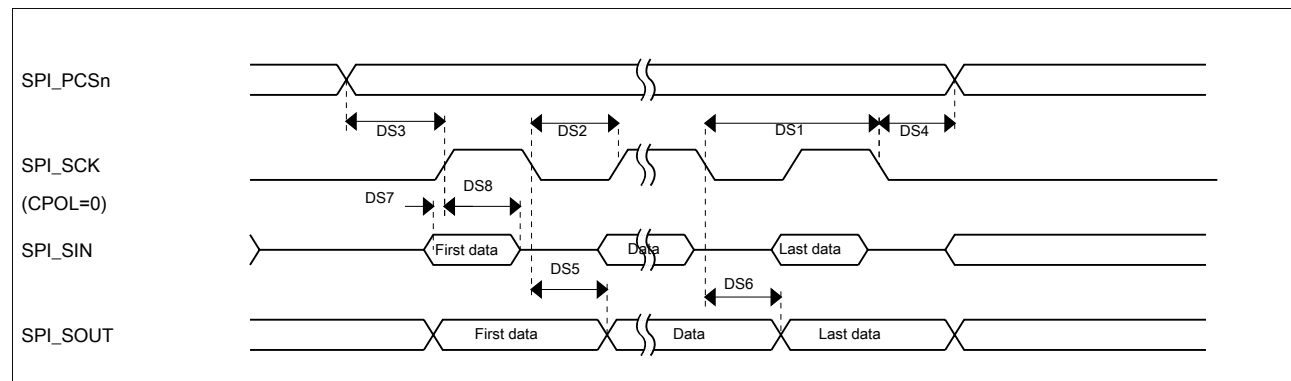 SPI_PCSn
DS3
DS2
DS1
DS4
SPI_SCK
(CPOL=0)
DS7
DS8
SPI_SIN
First data
Data
Last data
DS5
DS6
SPI_SOUT
First data
Data
Last data